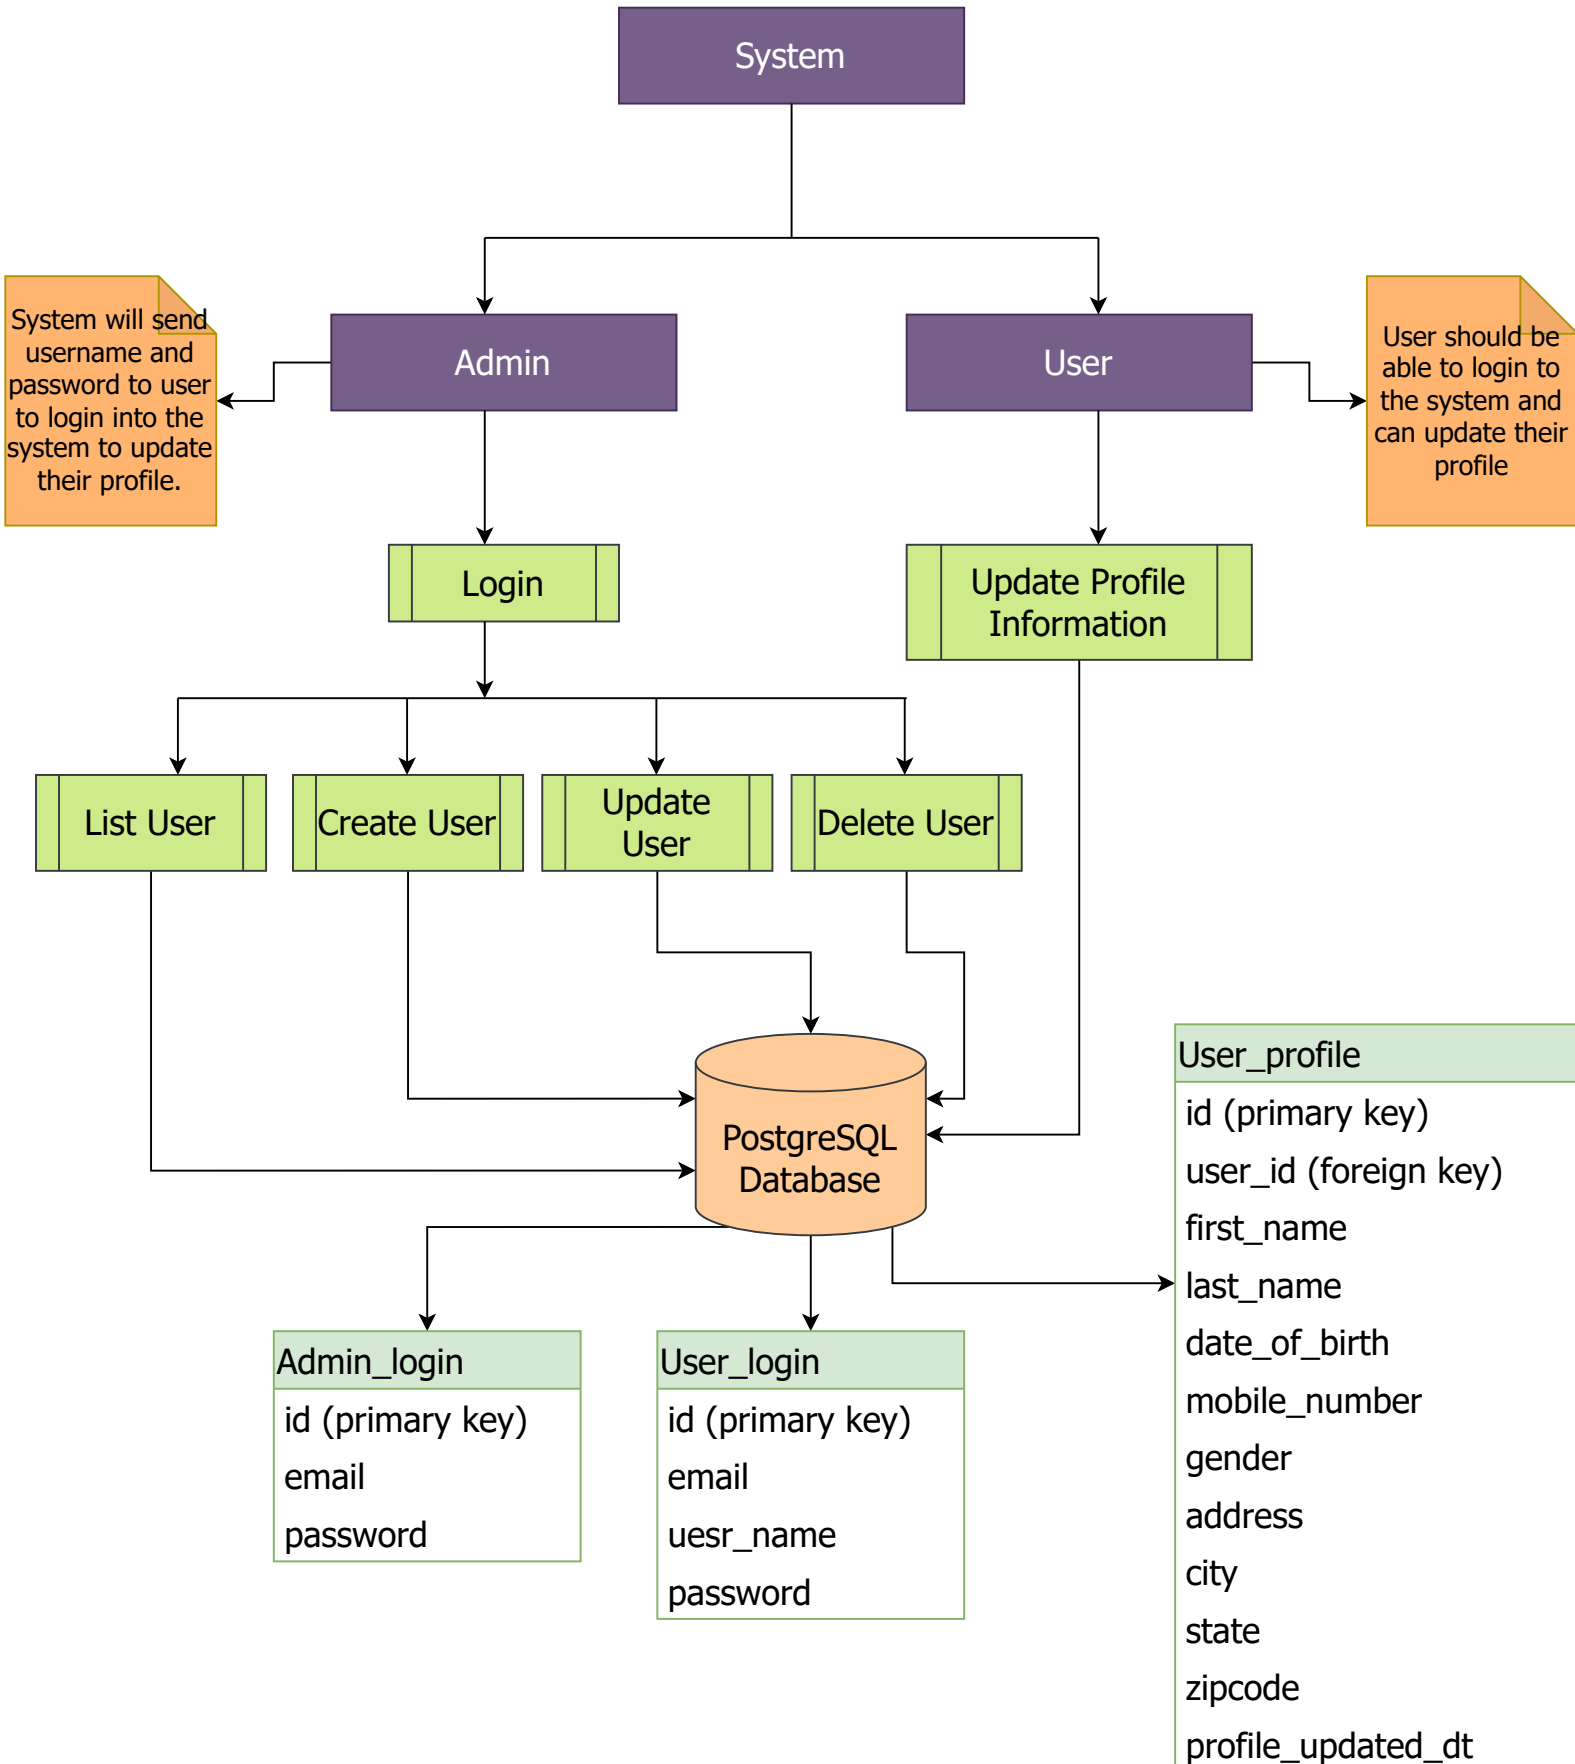 System
System will send
username and
password to user
to login into the
system to update
their profile.
Admin
User
User should be
able to login to
the system and
can update their
profile
Login
Update Profile
Information
List User
Create User
Update
User
Delete User
PostgreSQL
Database
User_profile
id (primary key)
user_id (foreign key)
first_name
last_name
date_of_birth
mobile_number
gender
address
city
state
zipcode
profile_updated_dt
Admin_login
id (primary key)
email
password
User_login
id (primary key)
email
uesr_name
password